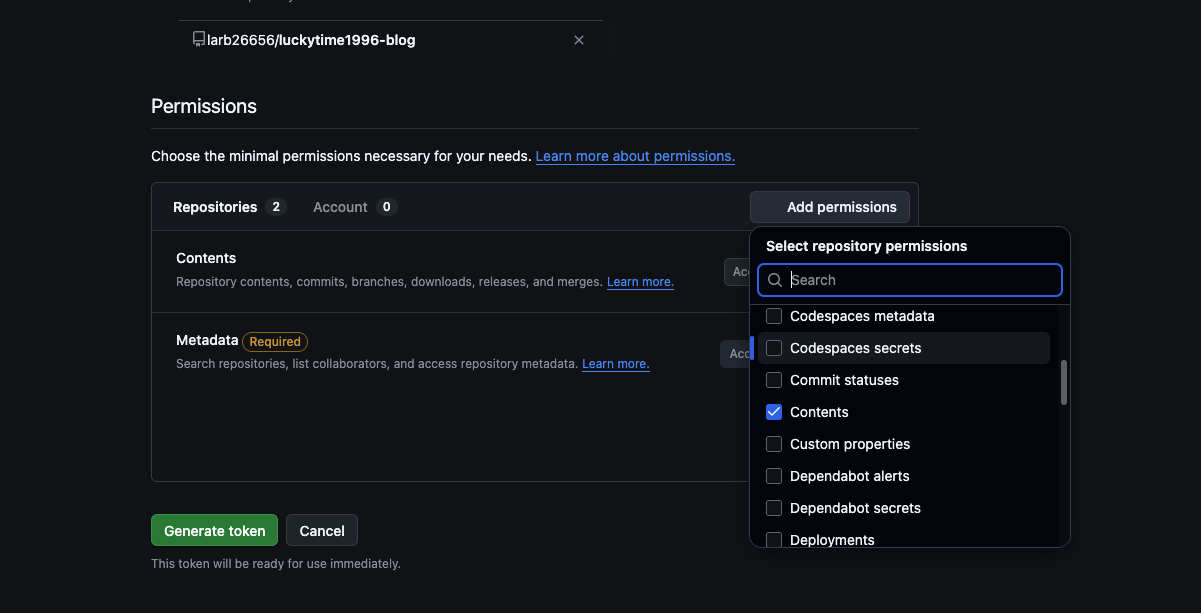 larb26656/luckytime1996-blog
Permissions
Choose the minimal permissions necessary for your needs. Learn more about permissions.
Repositories 2 Account 0 Add permissions
Contents
Repository contents, commits, branches, downloads, releases, and merges. Learn more.
Metadata Required
Search repositories, list collaborators, and access repository metadata. Learn more.
Select repository permissions
Search
Codespaces metadata
Codespaces secrets
Commit statuses
Contents
Custom properties
Dependabot alerts
Dependabot secrets
Deployments
Generate token Cancel
This token will be ready for use immediately.